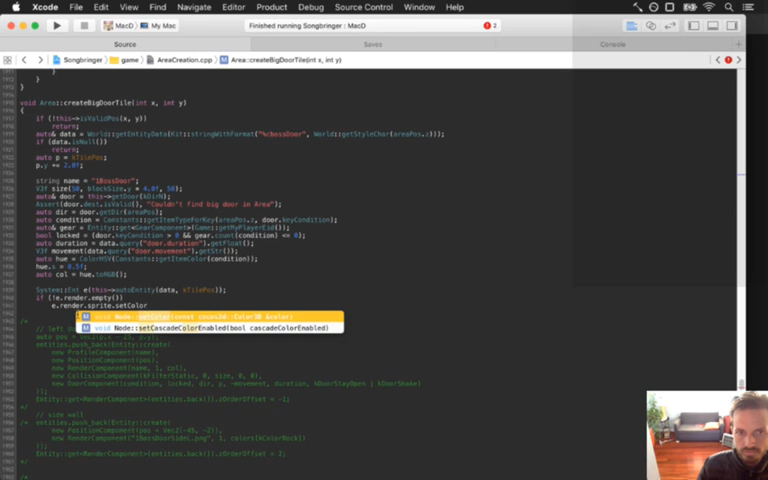 Xcode File Edit View Find Navigate Editor Product Debug Source Control Window Help
MacD My Mac
Finished running Songbringer : MacD
2
Source Saves Console
Songbringer game AreaCreation.cpp Area::createBigDoorTile(int x, int y)
}
}
}
void Area::createBigDoorTile(int x, int y)
{
if (!this->isValidPos(x, y))
return;
auto& data = World::getEntityData(Kit::stringWithFormat("%cbossDoor", World::getStyleChar(areaPos.z)));
if (data.isNull())
return;
auto p = kTilePos;
p.y += 2.0f;
string name = "1BossDoor";
V3f size(50, blockSize.y * 4.0f, 50);
auto& door = this->getDoor(kDirN);
Assert(door.dest.isValid(), "Couldn't find big door in Area");
auto dir = door.getDir(areaPos);
auto condition = Constants::getItemTypeForKey(areaPos.z, door.keyCondition);
auto& gear = Entity::get<GearComponent>(Game::getMyPlayerEid());
bool locked = (door.keyCondition > 0 && gear.count(condition) <= 0);
auto duration = data.query("door.duration").getFloat();
V3f movement(data.query("door.movement").getStr());
auto hue = ColorHSV(Constants::getItemColor(condition));
hue.s = 0.5f;
auto col = hue.toRGB();
System::Ent e(this->autoEntity(data, kTilePos));
if (!e.render.empty())
e.render.sprite.setColor
M void Node::setColor(const cocos2d::Color3B &color)
M void Node::setCascadeColorEnabled(bool cascadeColorEnabled)
/*
// left
auto pos = Vec2(p.x - 25, p.y);
entities.push_back(Entity::create(
new ProfileComponent(name),
new PositionComponent(pos),
new RenderComponent(name, 1, col),
new CollisionComponent(kFilterStatic, 0, size, 0, 0),
new DoorComponent(condition, locked, dir, p, -movement, duration, kDoorStayOpen | kDoorShake)
));
Entity::get<RenderComponent>(entities.back()).zOrderOffset = -1;
*/
// side wall
/* entities.push_back(Entity::create(
new PositionComponent(pos + Vec2(-45, -2)),
new RenderComponent("1BossDoorSideL.png", 1, colors[kColorRock])
));
Entity::get<RenderComponent>(entities.back()).zOrderOffset = 2;